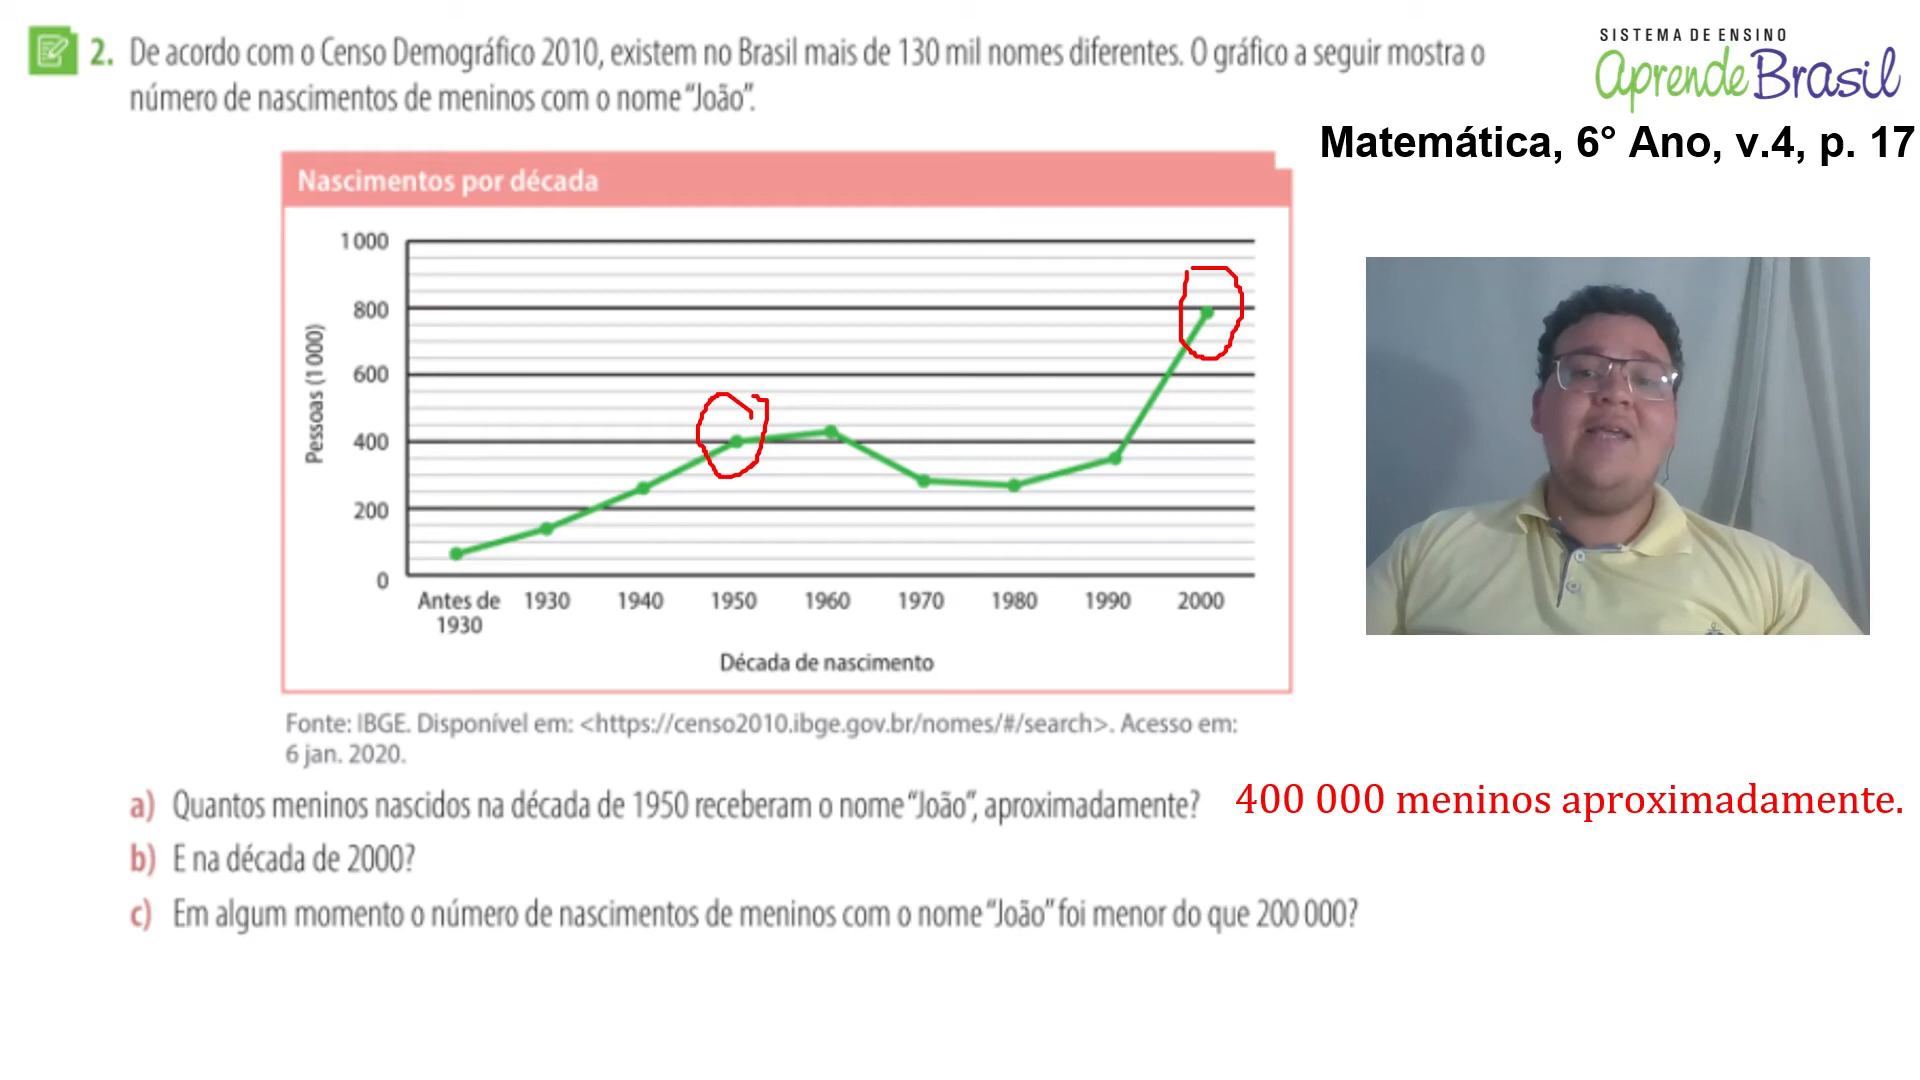 2. De acordo com o Censo Demográfico 2010, existem no Brasil mais de 130 mil nomes diferentes. O gráfico a seguir mostra o
número de nascimentos de meninos com o nome “João”.
SISTEMA DE ENSINO
aprende Brasil
Matemática, 6° Ano, v.4, p. 17
Nascimentos por década
Pessoas (1 000)
1 000
800
600
400
200
0
Antes de 1930 1940 1950 1960 1970 1980 1990 2000
1930
Década de nascimento
Fonte: IBGE. Disponível em: <https://censo2010.ibge.gov.br/nomes/#/search>. Acesso em:
6 jan. 2020.
a) Quantos meninos nascidos na década de 1950 receberam o nome “João”, aproximadamente? 400 000 meninos aproximadamente.
b) E na década de 2000?
c) Em algum momento o número de nascimentos de meninos com o nome “João” foi menor do que 200 000?